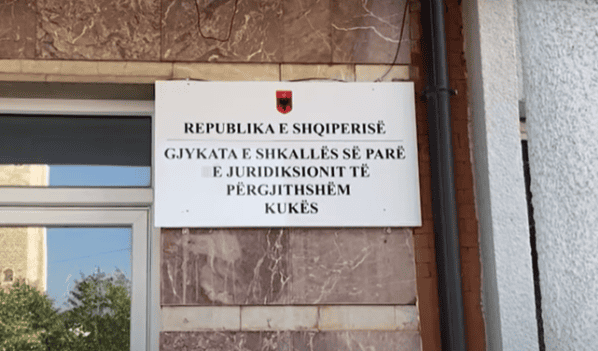 REPUBLIKA E SHQIPERISË
GJYKATA E SHKALLËS SË PARË
E JURIDIKSIONIT TË
PËRGJITHSHËM
KUKËS